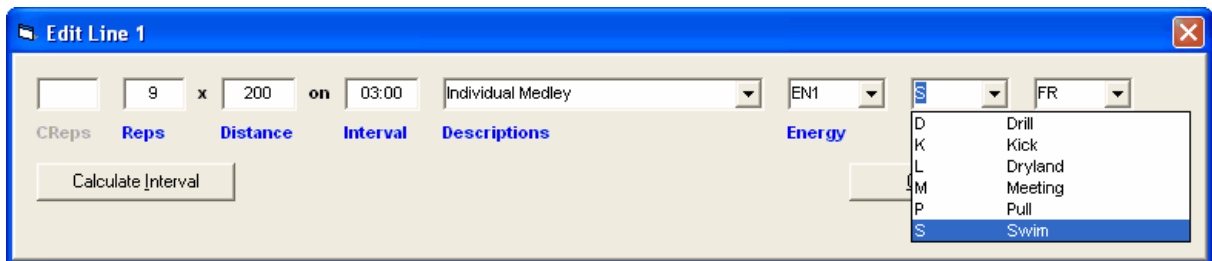 Edit Line 1
9 x 200 on 03:00 Individual Medley EN1 S FR
CReps Reps Distance Interval Descriptions Energy
D Drill
K Kick
L Dryland
M Meeting
P Pull
S Swim
Calculate Interval